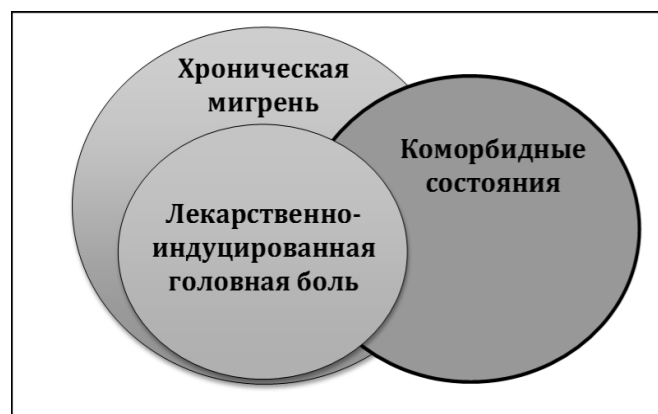 Хроническая
мигрень
Коморбидные
состояния
Лекарственно-
индуцированная
головная боль